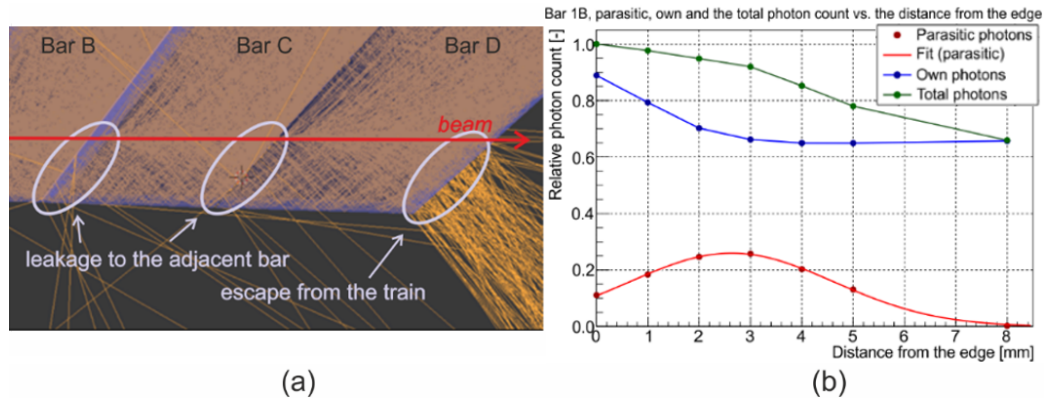 Bar B Bar C Bar D
beam
leakage to the adjacent bar
escape from the train
(a)
Bar 1B, parasitic, own and the total photon count vs. the distance from the edge
Relative photon count [-]
1.0
0.8
0.6
0.4
0.2
0.0
0 1 2 3 4 5 6 7 8
Distance from the edge [mm]
Parasitic photons
Fit (parasitic)
Own photons
Total photons
(b)